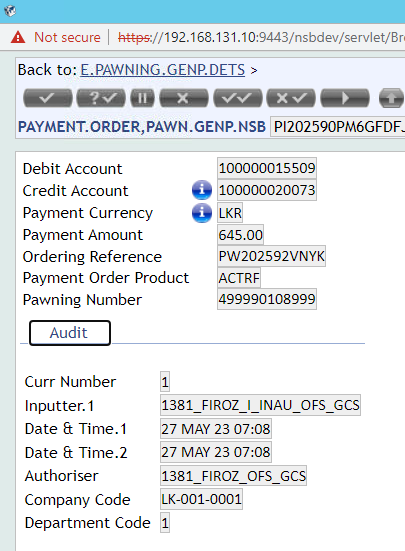 Not secure | https://192.168.131.10:9443/nsbdev/servlet/Br
Back to: E.PAWNING.GENP.DETS >
PAYMENT.ORDER,PAWN.GENP.NSB PI202590PM6GFDFJ
Debit Account 100000015509
Credit Account 100000020073
Payment Currency LKR
Payment Amount 645.00
Ordering Reference PW202592VNYK
Payment Order Product ACTRF
Pawning Number 499990108999
Audit
Curr Number 1
Inputter.1 1381_FIROZ_I_INAU_OFS_GCS
Date & Time.1 27 MAY 23 07:08
Date & Time.2 27 MAY 23 07:08
Authoriser 1381_FIROZ_OFS_GCS
Company Code LK-001-0001
Department Code 1